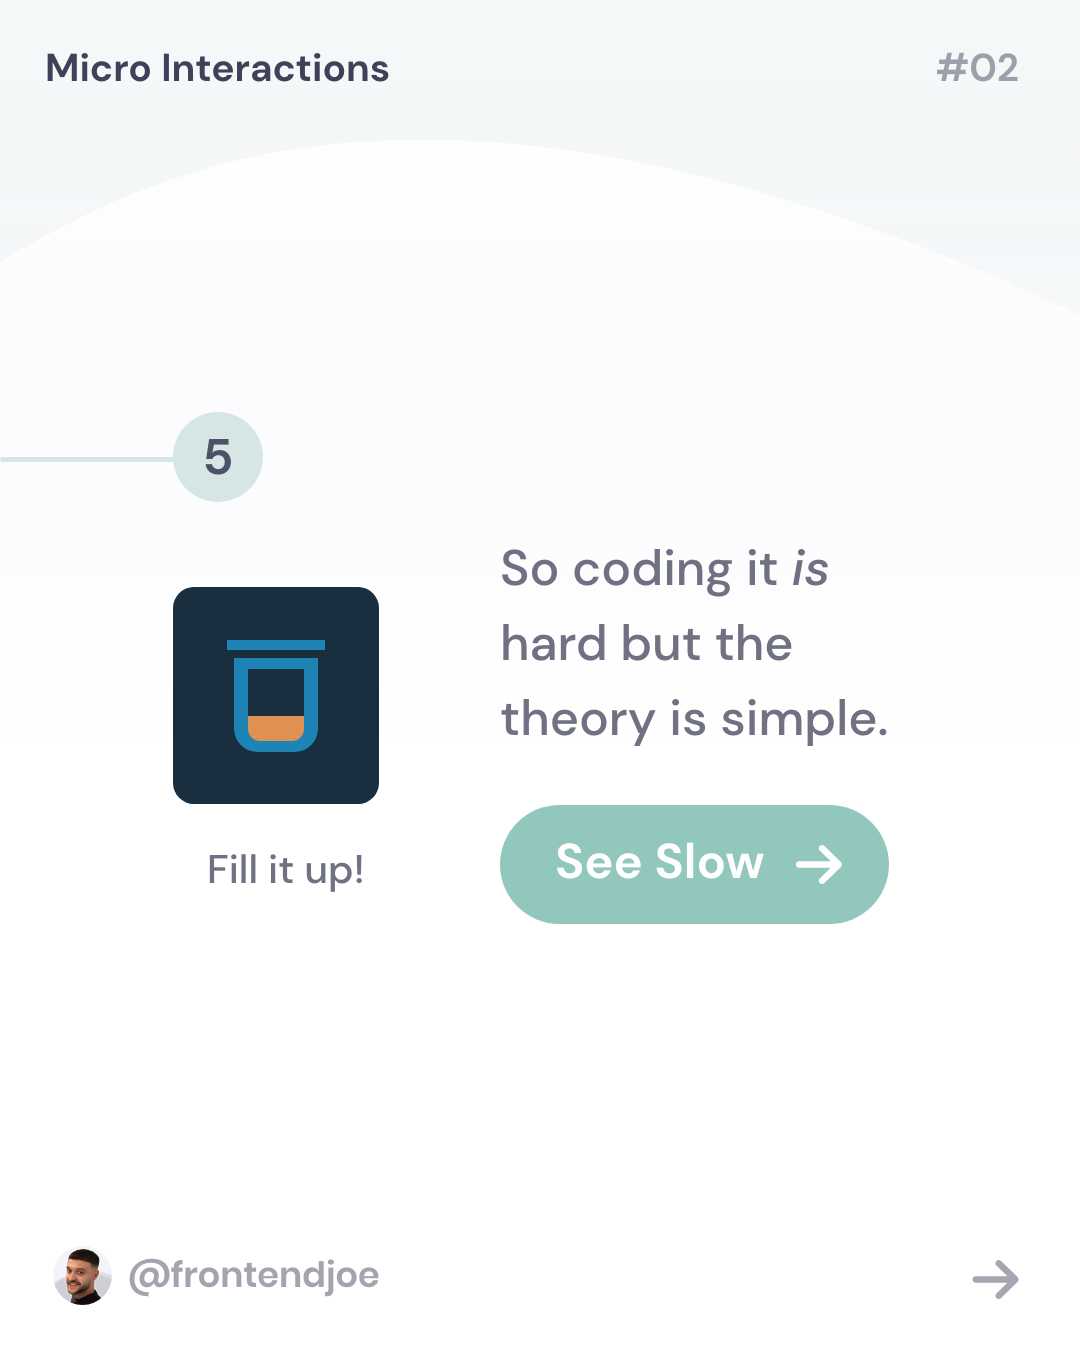 Micro Interactions
#02
5
So coding it is
hard but the
theory is simple.
Fill it up!
See Slow
@frontendjoe